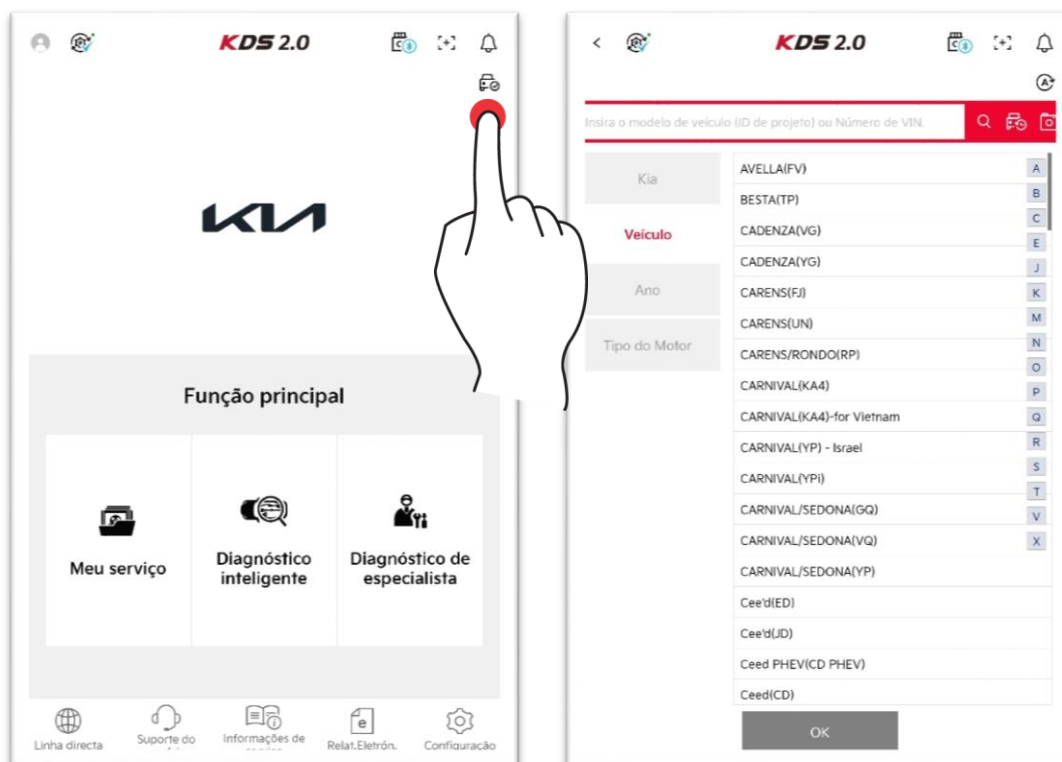 KDS 2.0
KIA
Função principal
Meu serviço
Diagnóstico
inteligente
Diagnóstico de
especialista
Linha directa
Suporte do
Informações de
Relat.Eletrón.
Configuração
KDS 2.0
Insira o modelo de veículo (ID de projeto) ou Número de VIN.
Kia
Veículo
Ano
Tipo do Motor
AVELLA(FV)
BESTA(TP)
CADENZA(VG)
CADENZA(YG)
CARENS(FJ)
CARENS(UN)
CARENS/RONDO(RP)
CARNIVAL(KA4)
CARNIVAL(KA4)-for Vietnam
CARNIVAL(YP) - Israel
CARNIVAL(YPi)
CARNIVAL/SEDONA(GQ)
CARNIVAL/SEDONA(VQ)
CARNIVAL/SEDONA(YP)
Cee'd(ED)
Cee'd(JD)
Ceed PHEV(CD PHEV)
Ceed(CD)
A
B
C
E
J
K
M
N
O
P
Q
R
S
T
V
X
OK